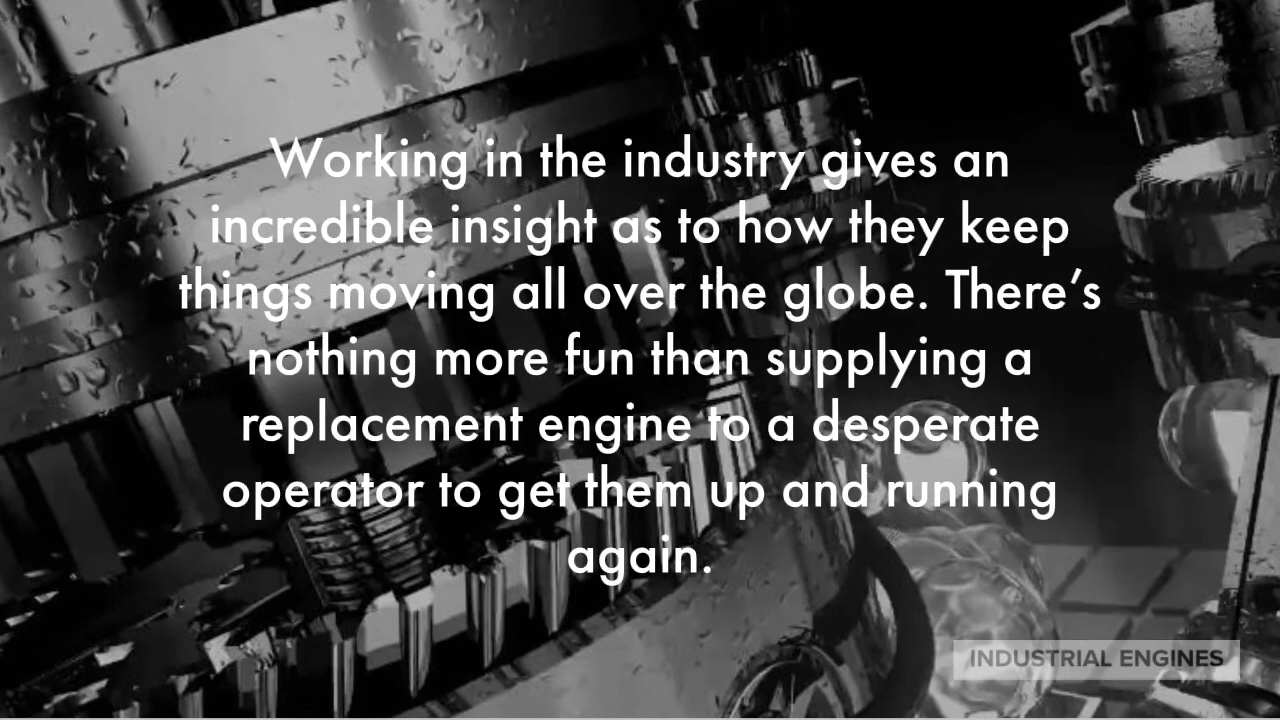 Working in the industry gives an
incredible insight as to how they keep
things moving all over the globe. There’s
nothing more fun than supplying a
replacement engine to a desperate
operator to get them up and running
again.
INDUSTRIAL ENGINES